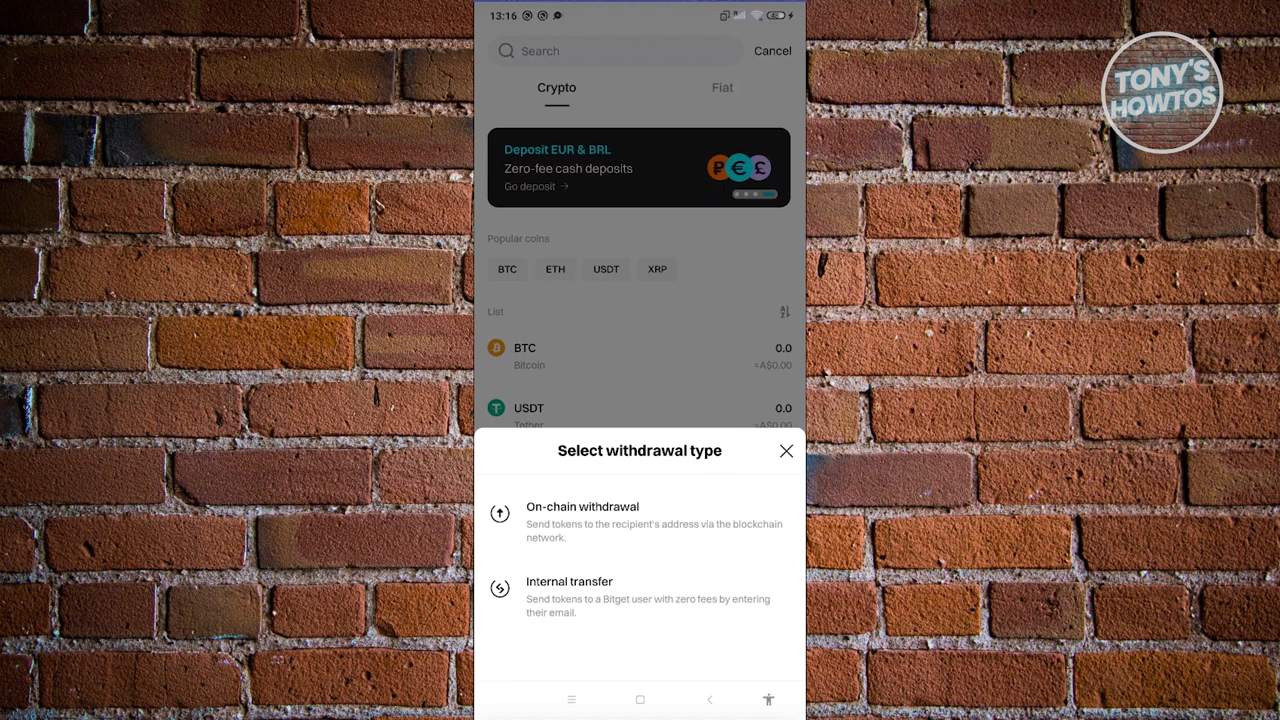 13:16
Search
Cancel
Crypto
Fiat
Deposit EUR & BRL
Zero-fee cash deposits
Go deposit →
Popular coins
BTC
ETH
USDT
XRP
List
BTC
0.0
Bitcoin
≈A$0.00
USDT
0.0
Tether
≈A$0.00
Select withdrawal type
On-chain withdrawal
Send tokens to the recipient's address via the blockchain
network.
Internal transfer
Send tokens to a Bitget user with zero fees by entering
their email.
TONY'S
HOWTOS